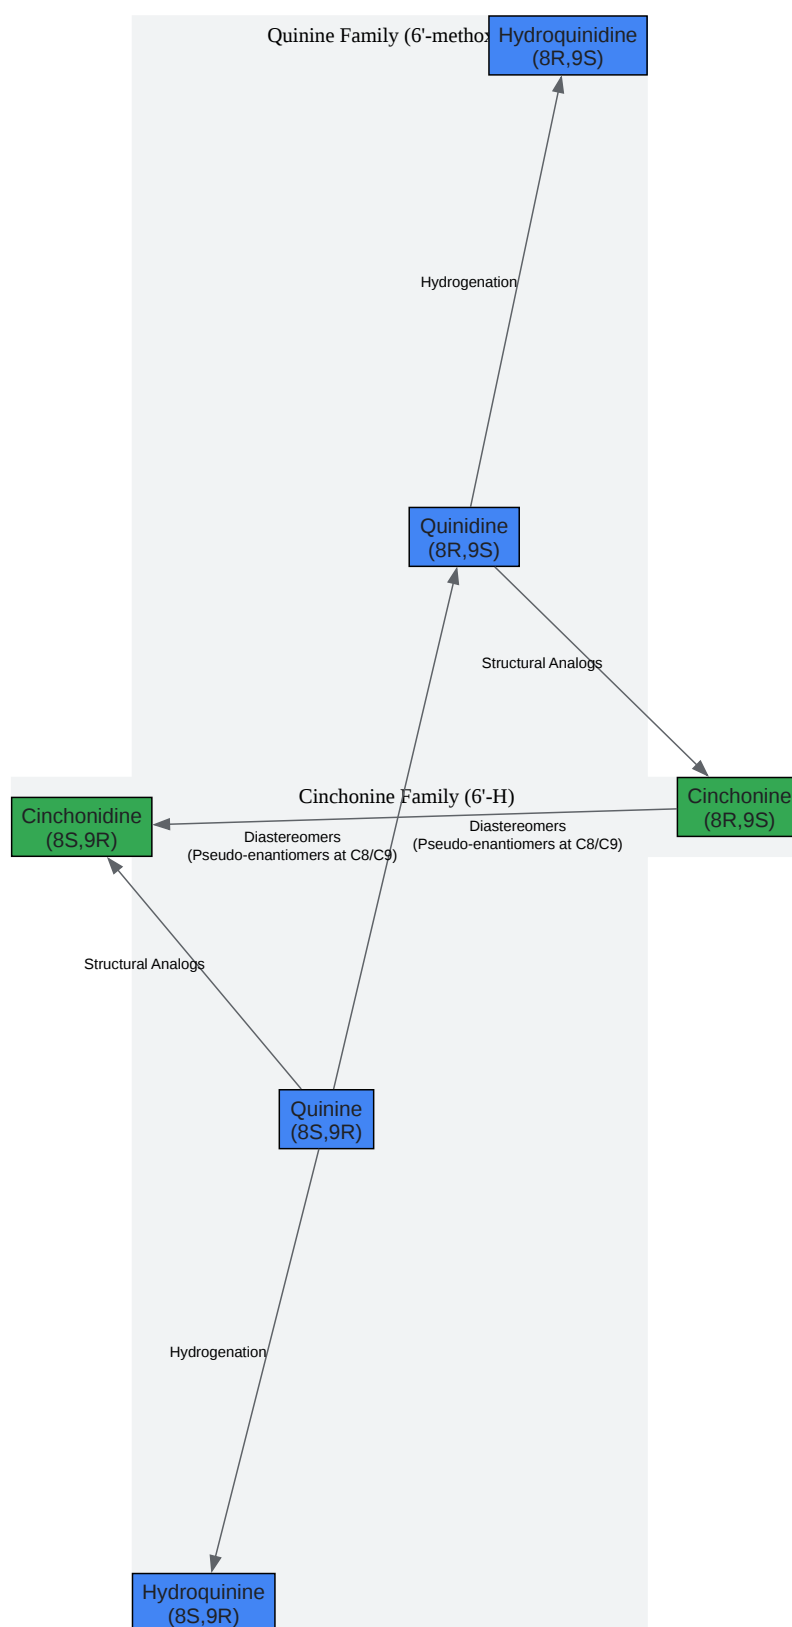 Quinine Family (6'-methox
Hydroquinidine
(8R,9S)
Hydrogenation
Quinidine
(8R,9S)
Structural Analogs
Cinchonine Family (6'-H)
Cinchonine
(8R,9S)
Cinchonidine
(8S,9R)
Diastereomers
(Pseudo-enantiomers at C8/C9)
Diastereomers
(Pseudo-enantiomers at C8/C9)
Structural Analogs
Quinine
(8S,9R)
Hydrogenation
Hydroquinine
(8S,9R)